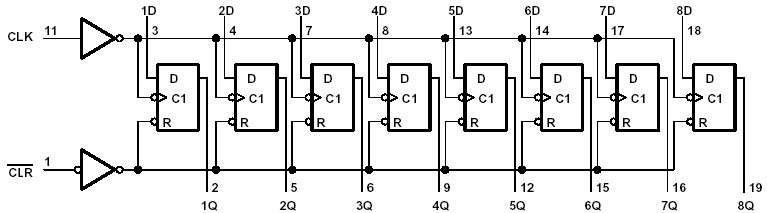 1D 2D 3D 4D 5D 6D 7D 8D
CLK 11 3 4 7 8 13 14 17 18
D D D D D D D D
C1 C1 C1 C1 C1 C1 C1 C1
R R R R R R R R
CLR 1
2 5 6 9 12 15 16 19
1Q 2Q 3Q 4Q 5Q 6Q 7Q 8Q